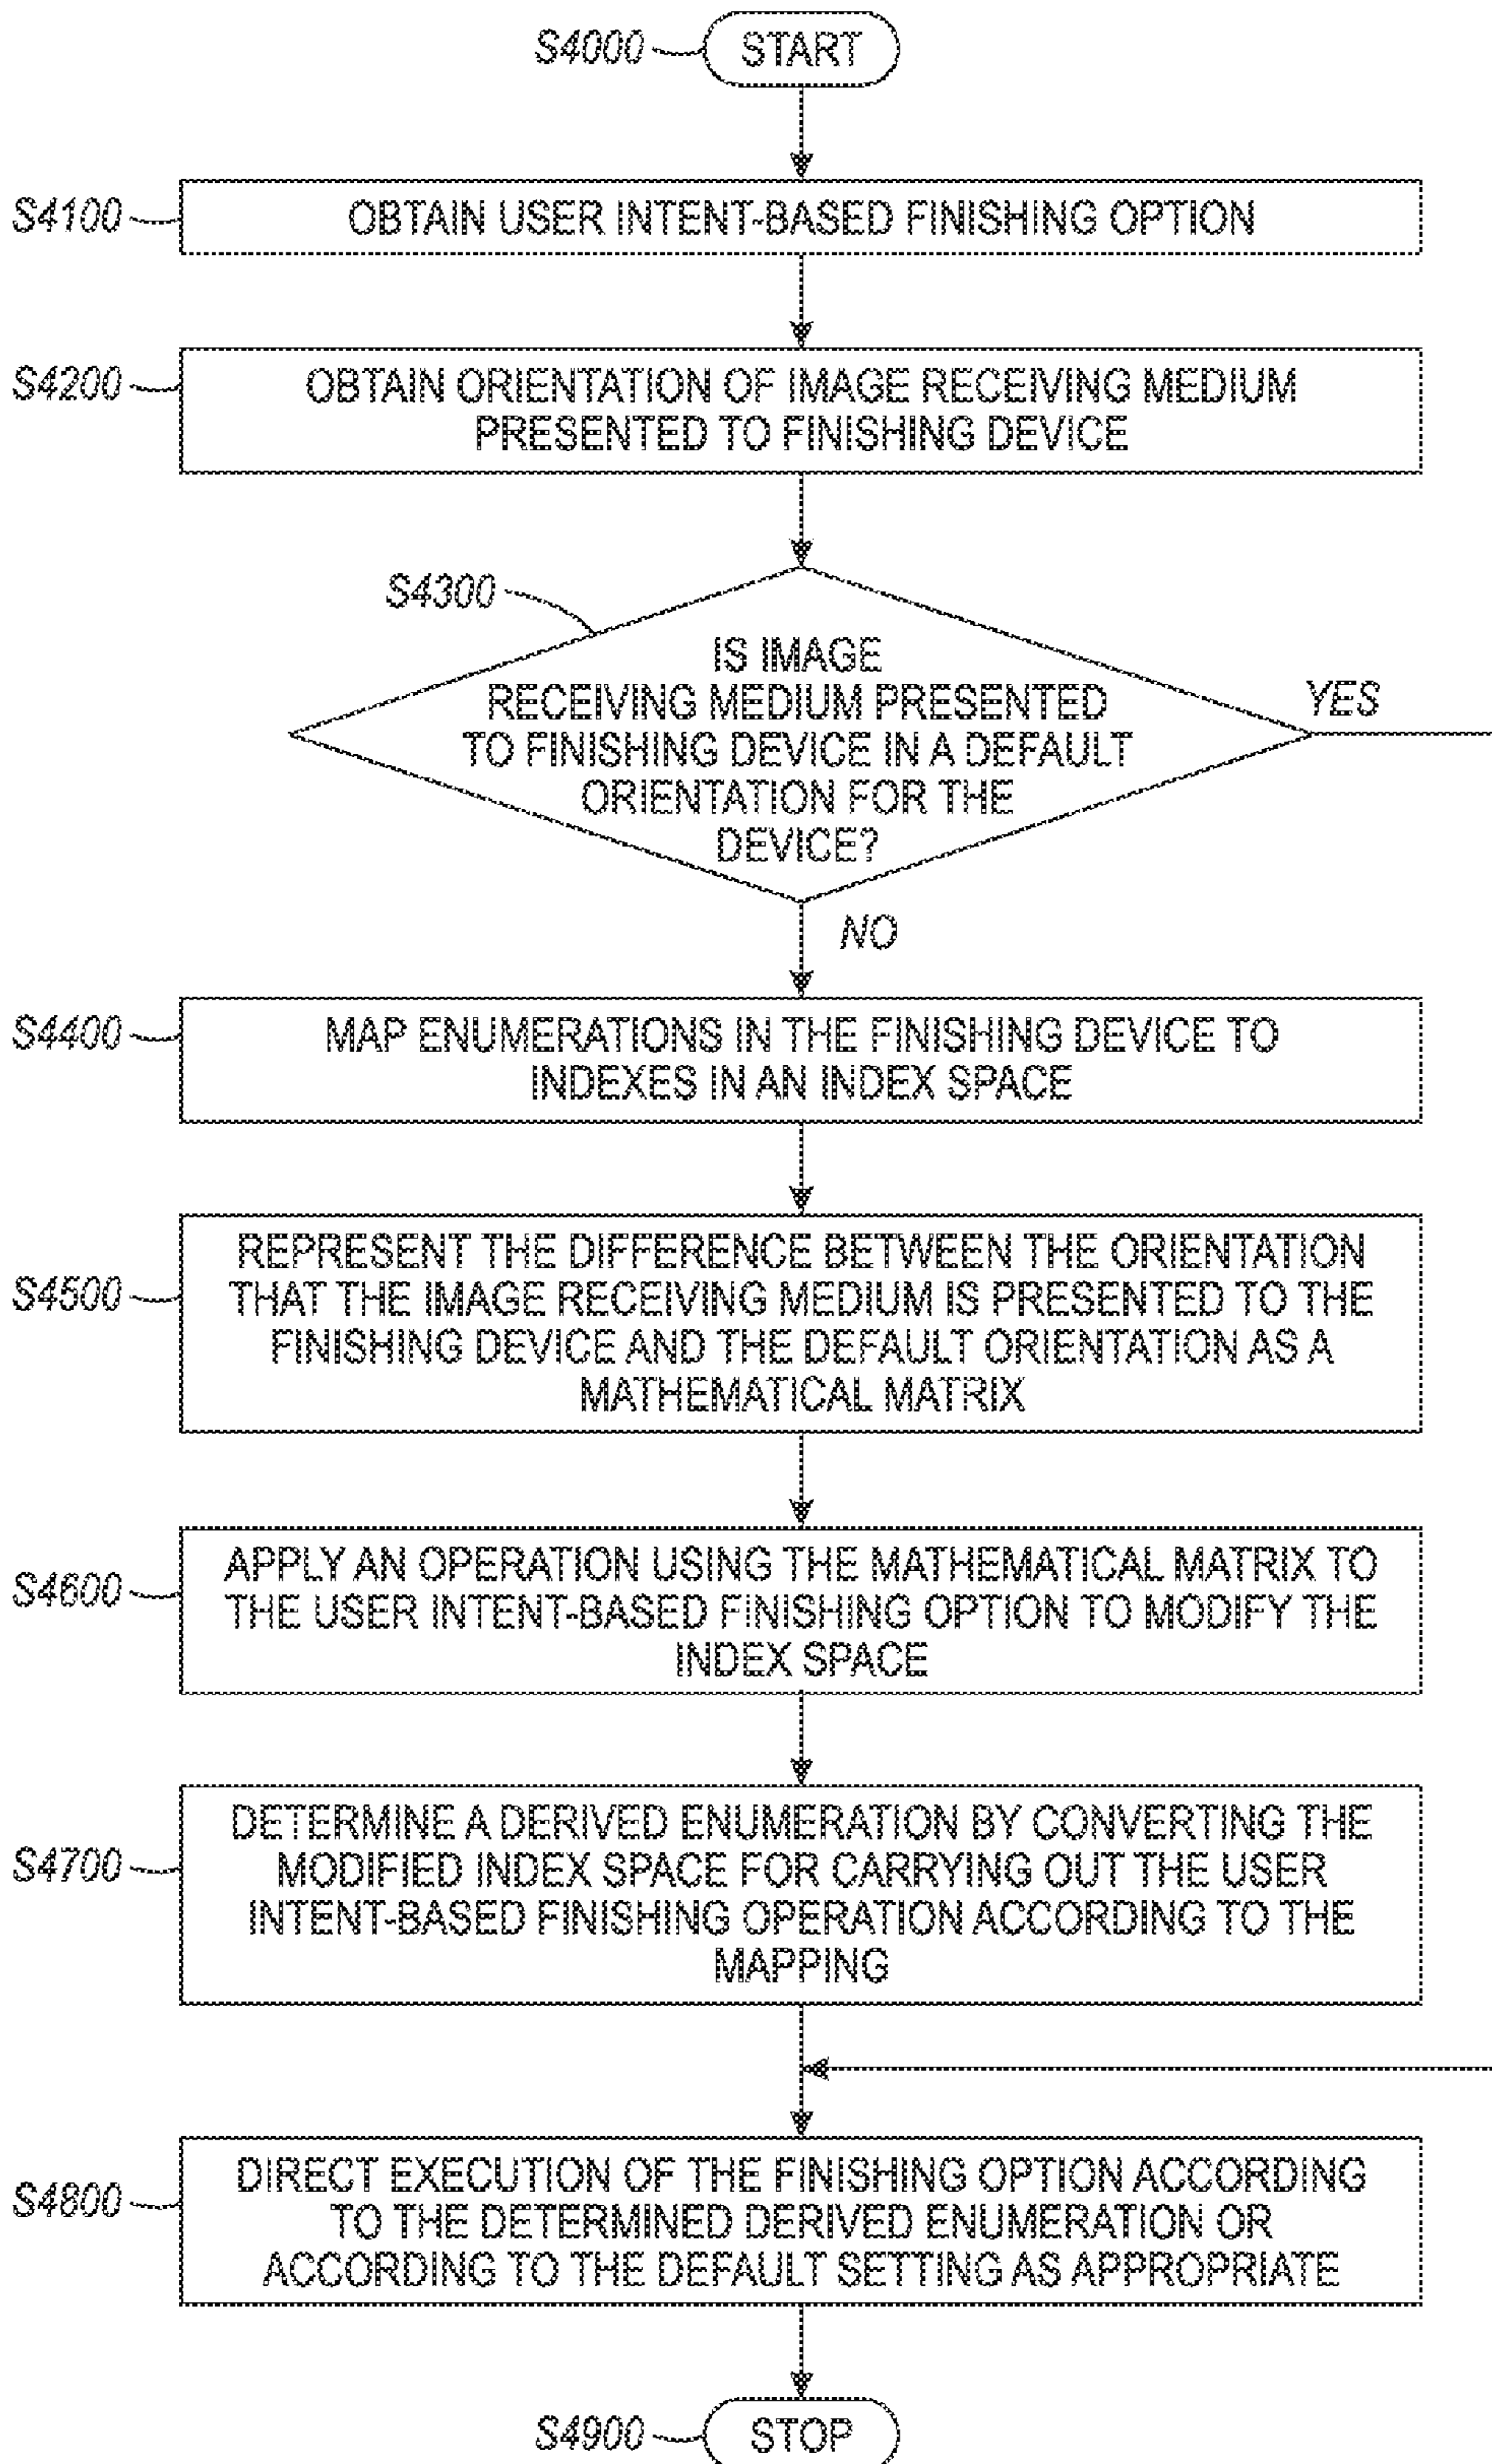 S4000
START
S4100
OBTAIN USER INTENT-BASED FINISHING OPTION
S4200
OBTAIN ORIENTATION OF IMAGE RECEIVING MEDIUM
PRESENTED TO FINISHING DEVICE
S4300
IS IMAGE
RECEIVING MEDIUM PRESENTED
TO FINISHING DEVICE IN A DEFAULT
ORIENTATION FOR THE
DEVICE?
YES
NO
S4400
MAP ENUMERATIONS IN THE FINISHING DEVICE TO
INDEXES IN AN INDEX SPACE
S4500
REPRESENT THE DIFFERENCE BETWEEN THE ORIENTATION
THAT THE IMAGE RECEIVING MEDIUM IS PRESENTED TO THE
FINISHING DEVICE AND THE DEFAULT ORIENTATION AS A
MATHEMATICAL MATRIX
S4600
APPLY AN OPERATION USING THE MATHEMATICAL MATRIX TO
THE USER INTENT-BASED FINISHING OPTION TO MODIFY THE
INDEX SPACE
S4700
DETERMINE A DERIVED ENUMERATION BY CONVERTING THE
MODIFIED INDEX SPACE FOR CARRYING OUT THE USER
INTENT-BASED FINISHING OPERATION ACCORDING TO THE
MAPPING
S4800
DIRECT EXECUTION OF THE FINISHING OPTION ACCORDING
TO THE DETERMINED DERIVED ENUMERATION OR
ACCORDING TO THE DEFAULT SETTING AS APPROPRIATE
S4900
STOP